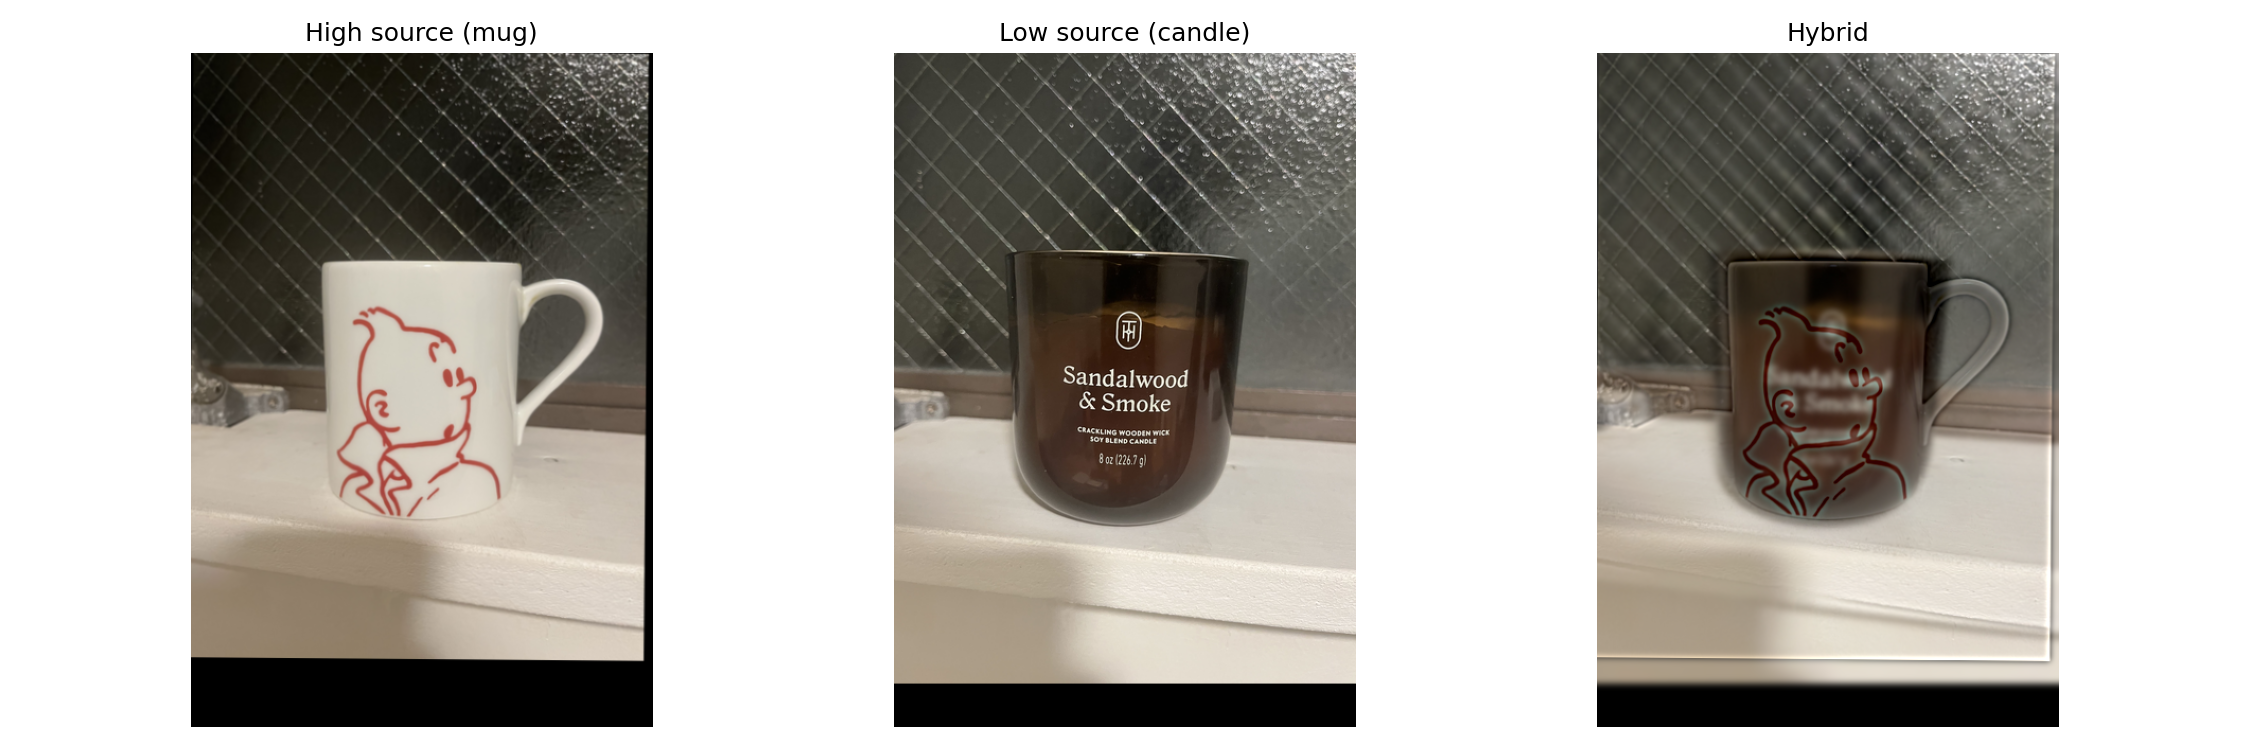 High source (mug)
Low source (candle)
Hybrid
Sandalwood
& Smoke
CRACKLING WOODEN WICK
SOY BLEND CANDLE
8 oz (226.7 g)